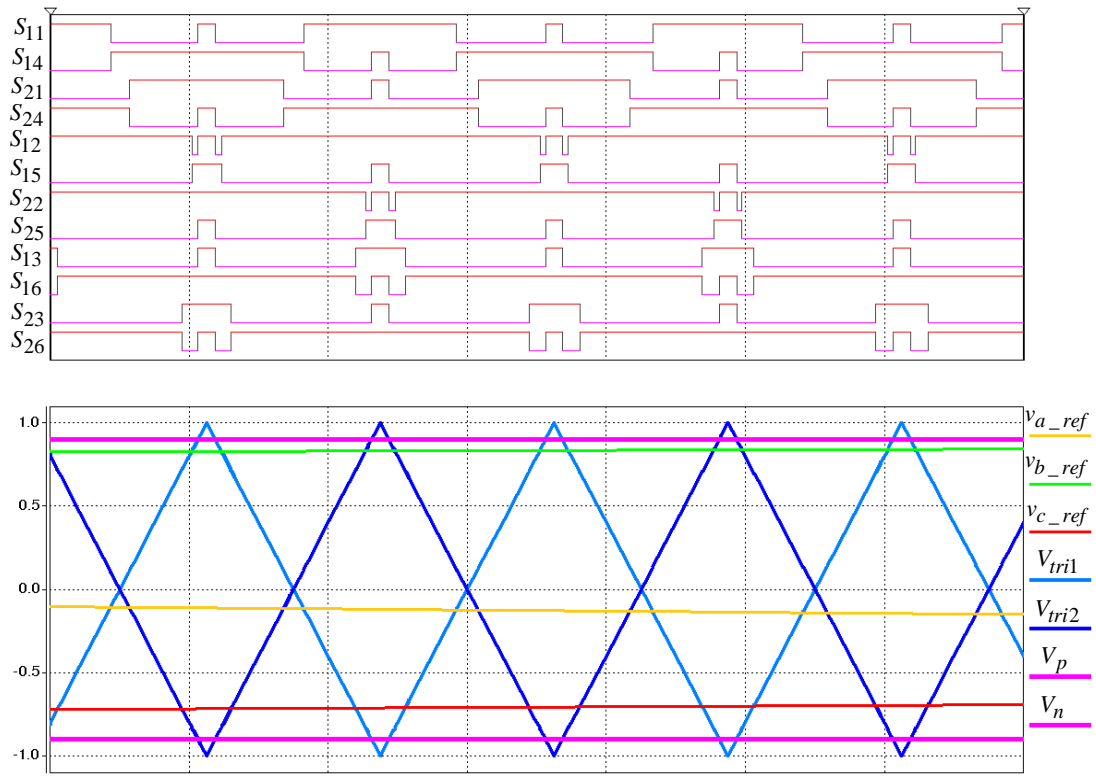 S11
S14
S21
S24
S12
S15
S22
S25
S13
S16
S23
S26
1.0
0.5
0.0
-0.5
-1.0
va_ref
vb_ref
vc_ref
Vtri1
Vtri2
Vp
Vn